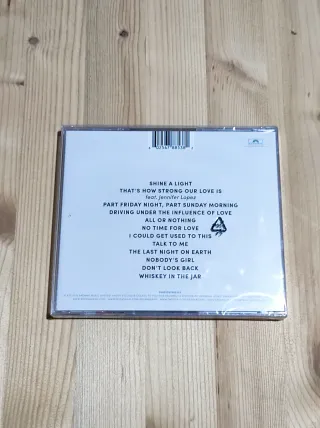 SHINE A LIGHT
THAT'S HOW STRONG OUR LOVE IS
feat. Jennifer Lopez
PART FRIDAY NIGHT, PART SUNDAY MORNING
DRIVING UNDER THE INFLUENCE OF LOVE
ALL OR NOTHING
NO TIME FOR LOVE
I COULD GET USED TO THIS
TALK TO ME
THE LAST NIGHT ON EARTH
NOBODY'S GIRL
DON'T LOOK BACK
WHISKEY IN THE JAR